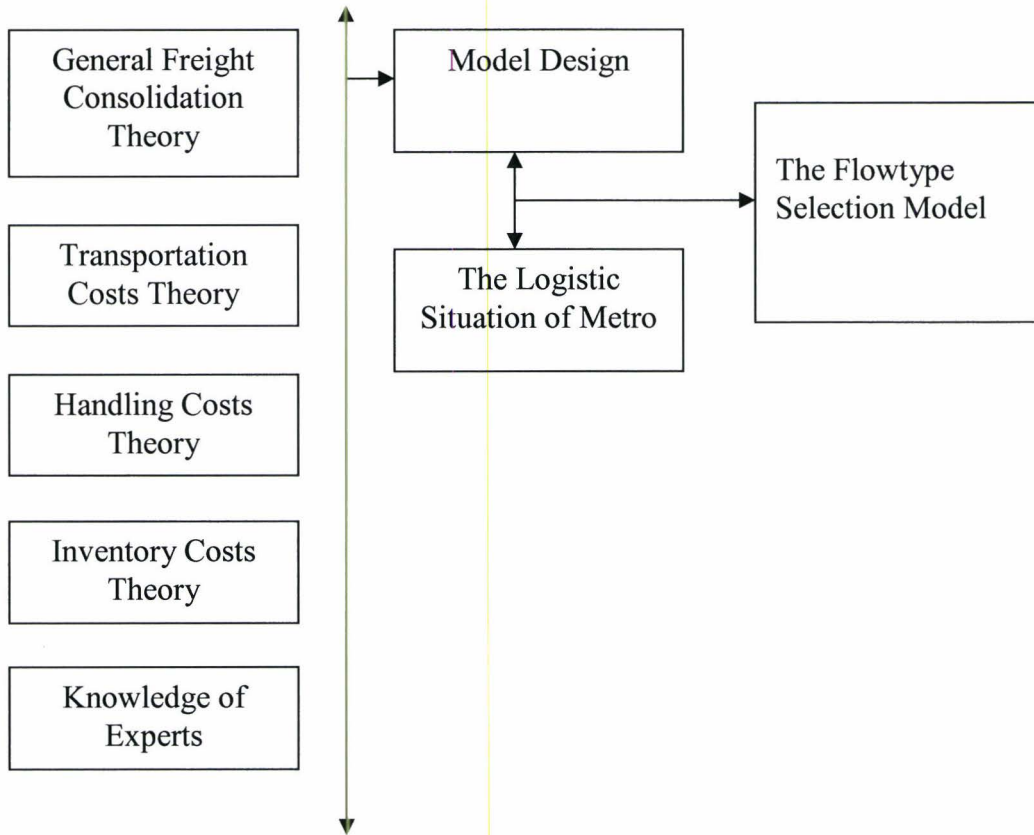 General Freight
Consolidation
Theory
Transportation
Costs Theory
Handling Costs
Theory
Inventory Costs
Theory
Knowledge of
Experts
Model Design
The Logistic
Situation of Metro
The Flowtype
Selection Model